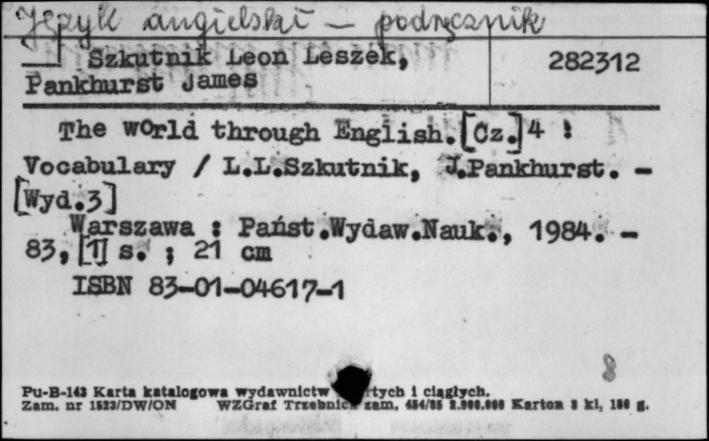 Język angielski - podręcznik
Szkutnik Leon Leszek, 282312
Pankhurst James
The world through English.[Cz.]4 :
Vocabulary / L.L.Szkutnik, J.Pankhurst. -
[Wyd.3]
Warszawa : Państ.Wydaw.Nauk., 1984. -
83, [1] s. ; 21 cm
ISBN 83-01-04617-1
8
Pu-B-143 Karta katalogowa wydawnictw rtych i ciągłych.
Zam. nr 1523/DW/ON WZGraf Trzebnica zam. 454/85 2.000.000 Karton 3 kl, 180 g.